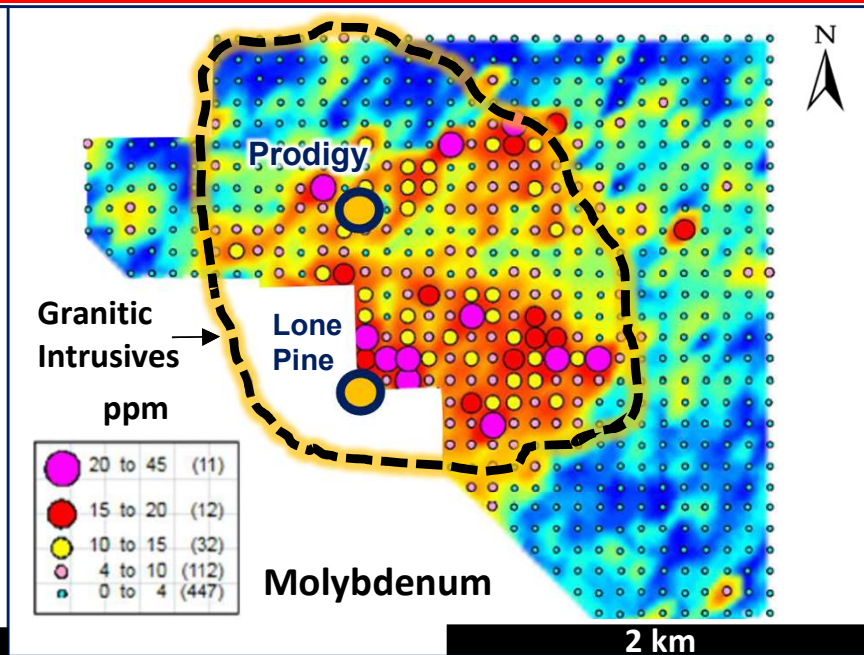 N
Prodigy
Granitic
Intrusives
Lone
Pine
ppm
20 to 45 (11)
15 to 20 (12)
10 to 15 (32)
4 to 10 (112)
0 to 4 (447)
Molybdenum
2 km